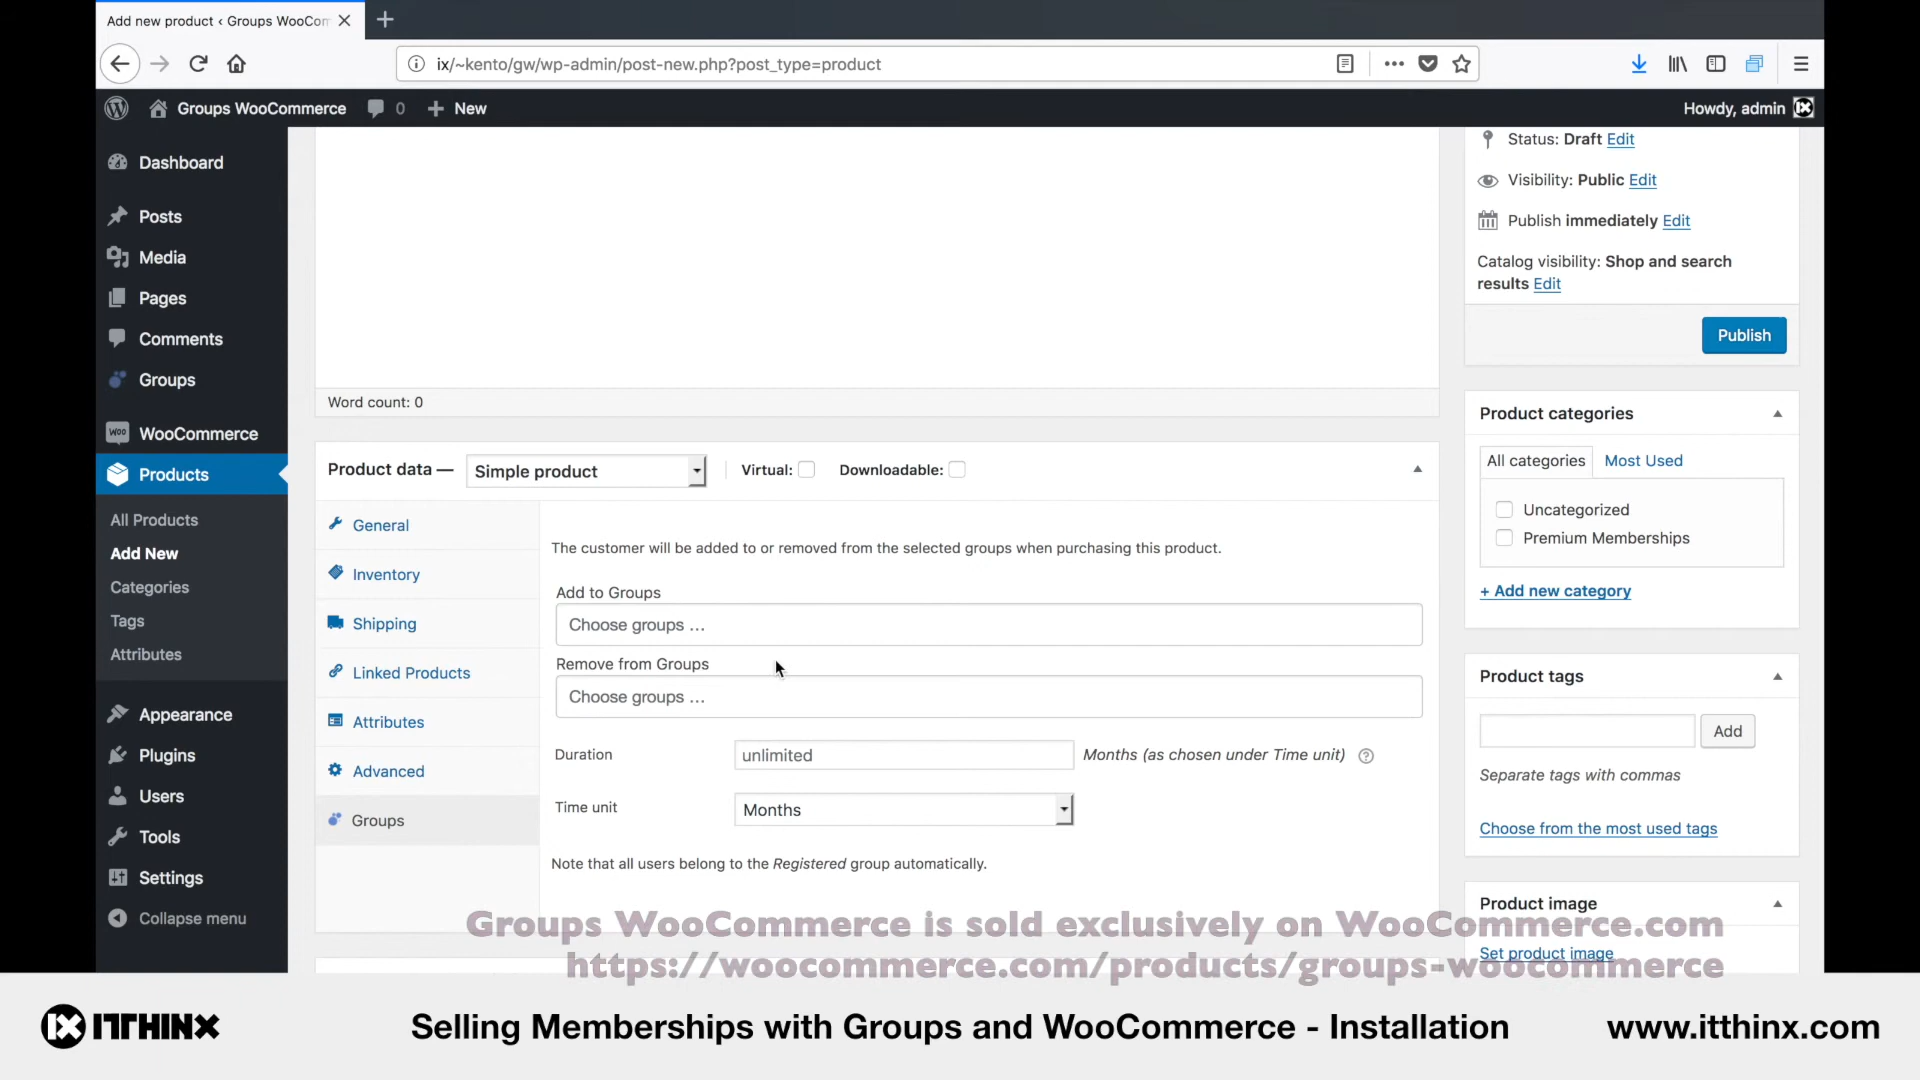 Add new product ‹ Groups WooCom
ix/~kento/gw/wp-admin/post-new.php?post_type=product
Groups WooCommerce
0
New
Howdy, admin
Dashboard
Posts
Media
Pages
Comments
Groups
WooCommerce
Products
All Products
Add New
Categories
Tags
Attributes
Appearance
Plugins
Users
Tools
Settings
Collapse menu
Word count: 0
Product data —
Simple product
Virtual:
Downloadable:
General
Inventory
Shipping
Linked Products
Attributes
Advanced
Groups
The customer will be added to or removed from the selected groups when purchasing this product.
Add to Groups
Choose groups ...
Remove from Groups
Choose groups ...
Duration
unlimited
Months (as chosen under Time unit)
Time unit
Months
Note that all users belong to the Registered group automatically.
Status: Draft Edit
Visibility: Public Edit
Publish immediately Edit
Catalog visibility: Shop and search
results Edit
Publish
Product categories
All categories
Most Used
Uncategorized
Premium Memberships
+ Add new category
Product tags
Add
Separate tags with commas
Choose from the most used tags
Product image
Set product image
Groups WooCommerce is sold exclusively on WooCommerce.com
https://woocommerce.com/products/groups-woocommerce
ITTHINX
Selling Memberships with Groups and WooCommerce - Installation
www.itthinx.com